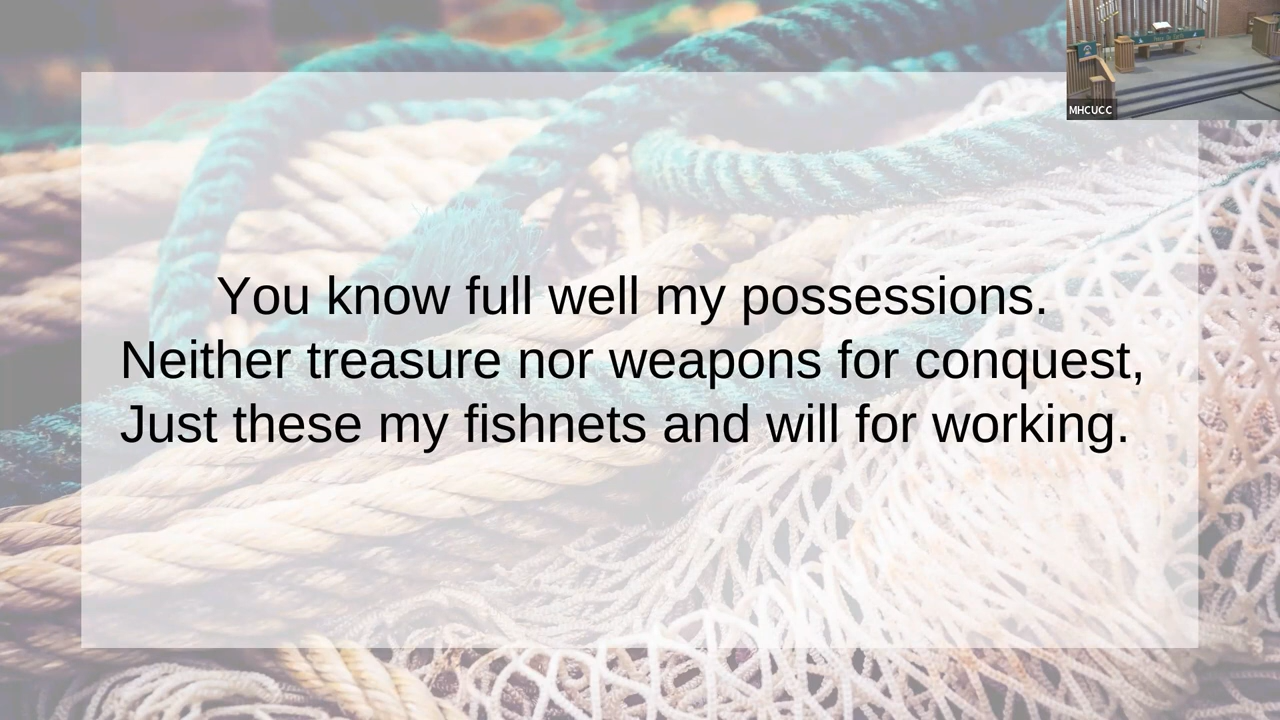 MHCUCC
You know full well my possessions.
Neither treasure nor weapons for conquest,
Just these my fishnets and will for working.